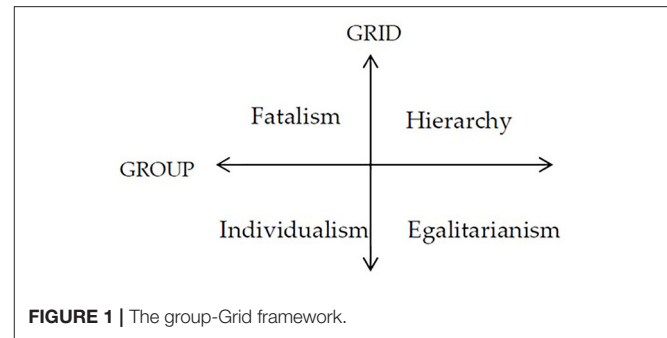 GRID
Fatalism Hierarchy
GROUP
Individualism Egalitarianism
FIGURE 1 | The group-Grid framework.